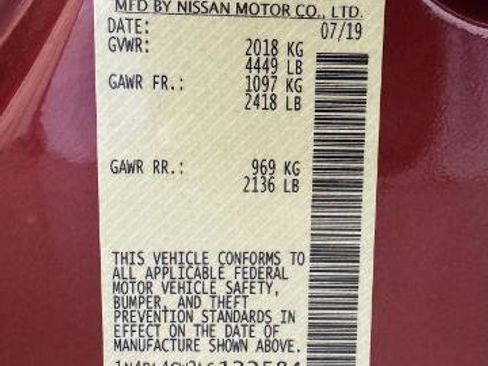 MFD BY NISSAN MOTOR CO., LTD.
DATE: 07/19
GVWR: 2018 KG
4449 LB
GAWR FR.: 1097 KG
2418 LB
GAWR RR.: 969 KG
2136 LB
THIS VEHICLE CONFORMS TO
ALL APPLICABLE FEDERAL
MOTOR VEHICLE SAFETY,
BUMPER, AND THEFT
PREVENTION STANDARDS IN
EFFECT ON THE DATE OF
MANUFACTURE SHOWN ABOVE.